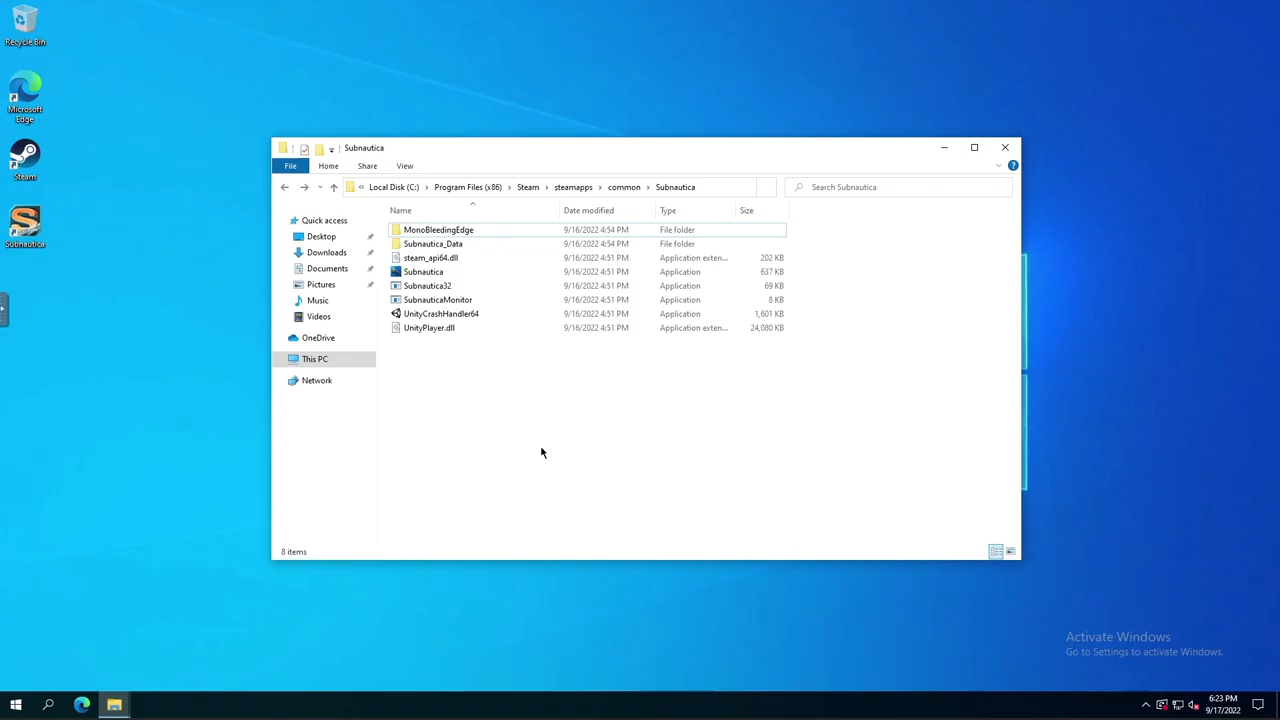 Recycle Bin
Microsoft
Edge
Steam
Subnautica
Subnautica
File Home Share View
Local Disk (C:) Program Files (x86) Steam steamapps common Subnautica
Search Subnautica
Name Date modified Type Size
Quick access
Desktop
Downloads
Documents
Pictures
Music
Videos
OneDrive
This PC
Network
MonoBleedingEdge 9/16/2022 4:54 PM File folder
Subnautica_Data 9/16/2022 4:54 PM File folder
steam_api64.dll 9/16/2022 4:51 PM Application exten... 202 KB
Subnautica 9/16/2022 4:51 PM Application 637 KB
Subnautica32 9/16/2022 4:51 PM Application 69 KB
SubnauticaMonitor 9/16/2022 4:51 PM Application 8 KB
UnityCrashHandler64 9/16/2022 4:51 PM Application 1,601 KB
UnityPlayer.dll 9/16/2022 4:51 PM Application exten... 24,080 KB
8 items
Activate Windows
Go to Settings to activate Windows.
6:23 PM
9/17/2022